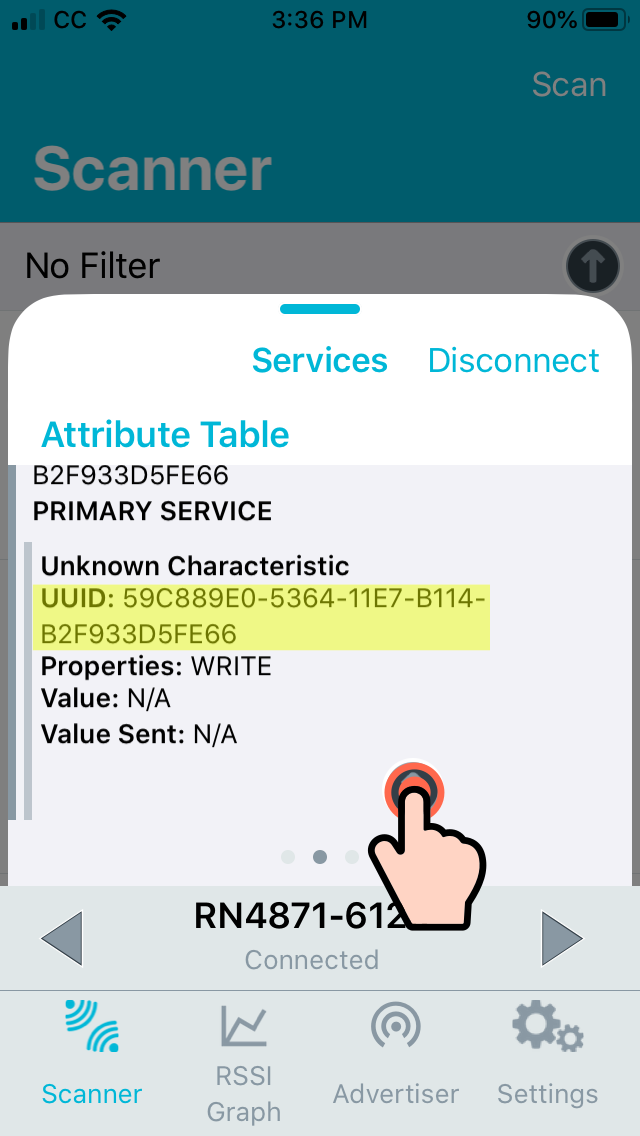 CC
3:36 PM
90%
Scan
Scanner
No Filter
Services
Disconnect
Attribute Table
B2F933D5FE66
PRIMARY SERVICE
Unknown Characteristic
UUID: 59C889E0-5364-11E7-B114-
B2F933D5FE66
Properties: WRITE
Value: N/A
Value Sent: N/A
RN4871-612
Connected
Scanner
RSSI
Graph
Advertiser
Settings